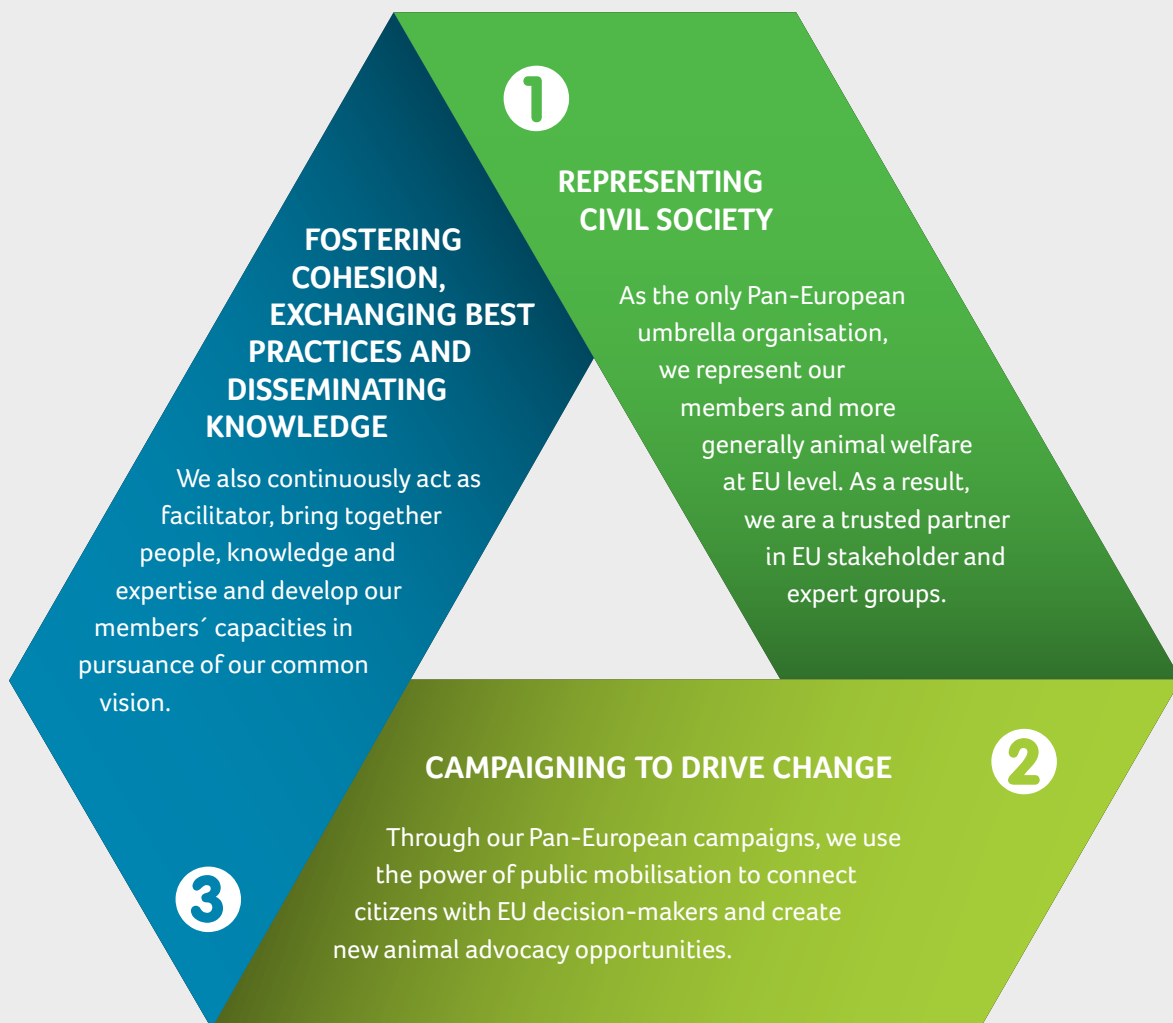 1
REPRESENTING
CIVIL SOCIETY
As the only Pan-European
umbrella organisation,
we represent our
members and more
generally animal welfare
at EU level. As a result,
we are a trusted partner
in EU stakeholder and
expert groups.
2
CAMPAIGNING TO DRIVE CHANGE
Through our Pan-European campaigns, we use
the power of public mobilisation to connect
citizens with EU decision-makers and create
new animal advocacy opportunities.
3
FOSTERING
COHESION,
EXCHANGING BEST
PRACTICES AND
DISSEMINATING
KNOWLEDGE
We also continuously act as
facilitator, bring together
people, knowledge and
expertise and develop our
members´ capacities in
pursuance of our common
vision.